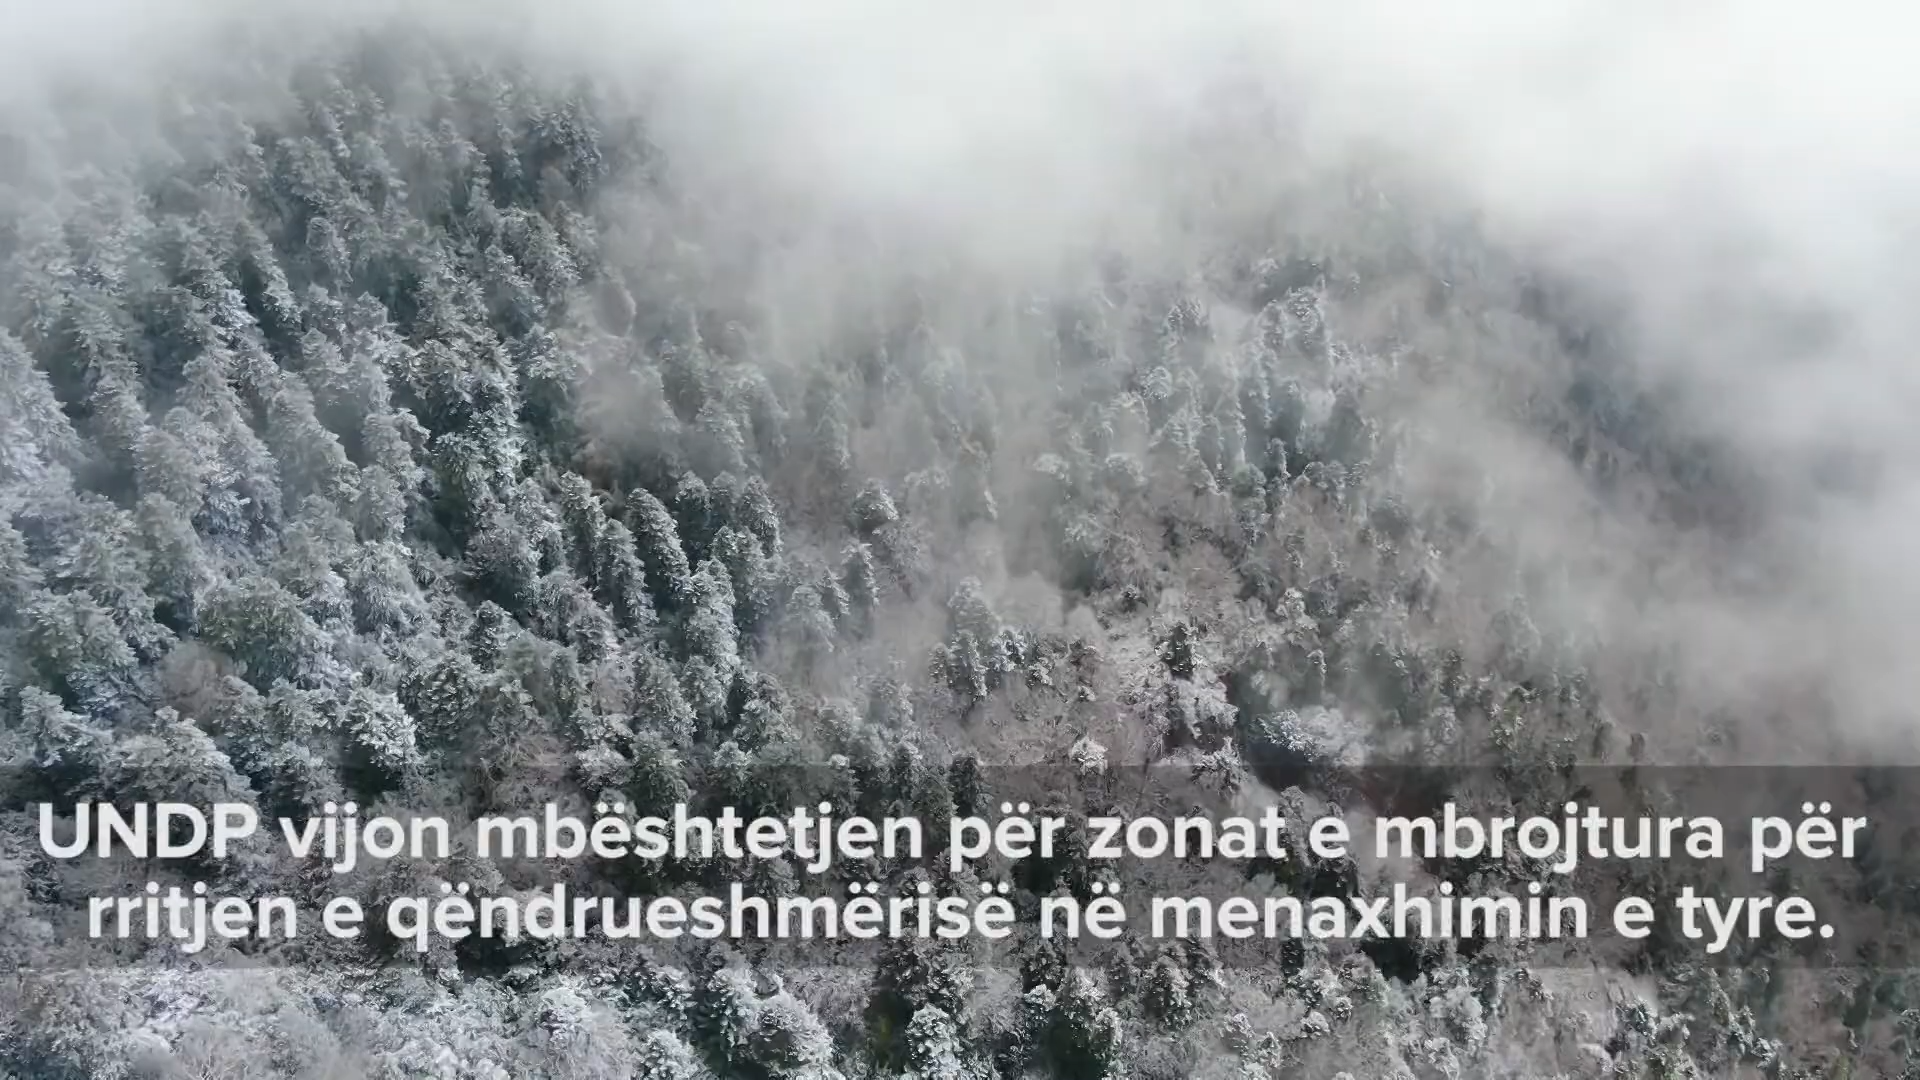 UNDP vijon mbështetjen për zonat e mbrojtura për
rritjen e qëndrueshmërisë në menaxhimin e tyre.